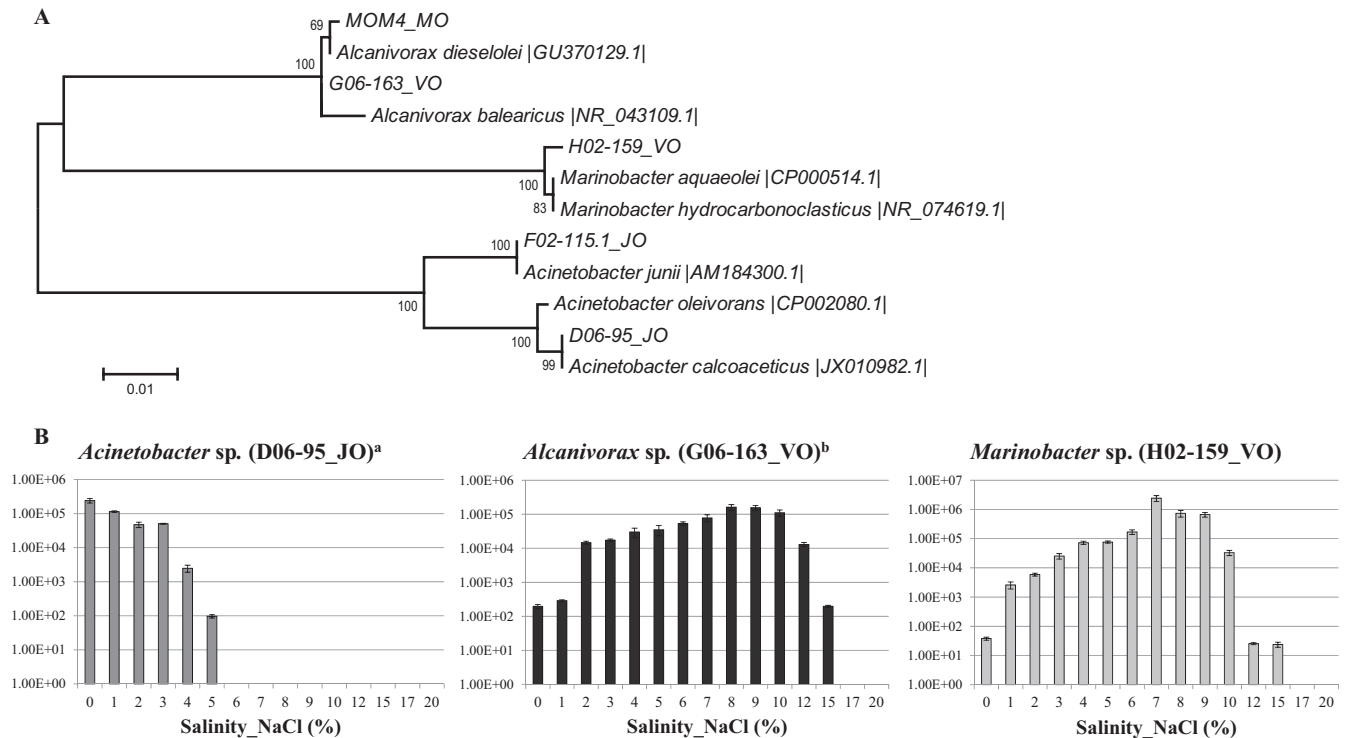 A
69
MOM4_MO
Alcanivorax dieselolei |GU370129.1|
100
G06-163_VO
Alcanivorax balearicus |NR_043109.1|
H02-159_VO
100
Marinobacter aquaeolei |CP000514.1|
83
Marinobacter hydrocarbonoclasticus |NR_074619.1|
F02-115.1_JO
100
Acinetobacter junii |AM184300.1|
100
Acinetobacter oleivorans |CP002080.1|
100
D06-95_JO
99
Acinetobacter calcoaceticus |JX010982.1|
0.01
B
Acinetobacter sp. (D06-95_JO)a
1.00E+06
1.00E+05
1.00E+04
1.00E+03
1.00E+02
1.00E+01
1.00E+00
0 1 2 3 4 5 6 7 8 9 10 12 15 17 20
Salinity_NaCl (%)
Alcanivorax sp. (G06-163_VO)b
1.00E+06
1.00E+05
1.00E+04
1.00E+03
1.00E+02
1.00E+01
1.00E+00
0 1 2 3 4 5 6 7 8 9 10 12 15 17 20
Salinity_NaCl (%)
Marinobacter sp. (H02-159_VO)
1.00E+07
1.00E+06
1.00E+05
1.00E+04
1.00E+03
1.00E+02
1.00E+01
1.00E+00
0 1 2 3 4 5 6 7 8 9 10 12 15 17 20
Salinity_NaCl (%)